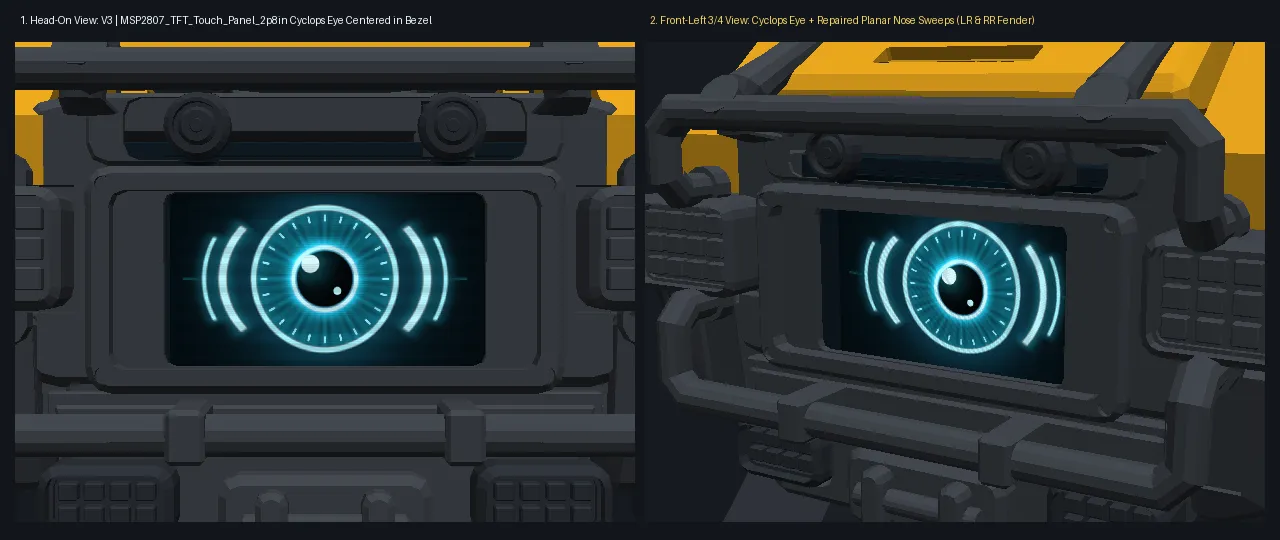 1. Head-On View: V3 | MSP2807_TFT_Touch_Panel_2p8in Cyclops Eye Centered in Bezel
2. Front-Left 3/4 View: Cyclops Eye + Repaired Planar Nose Sweeps (LR & RR Fender)